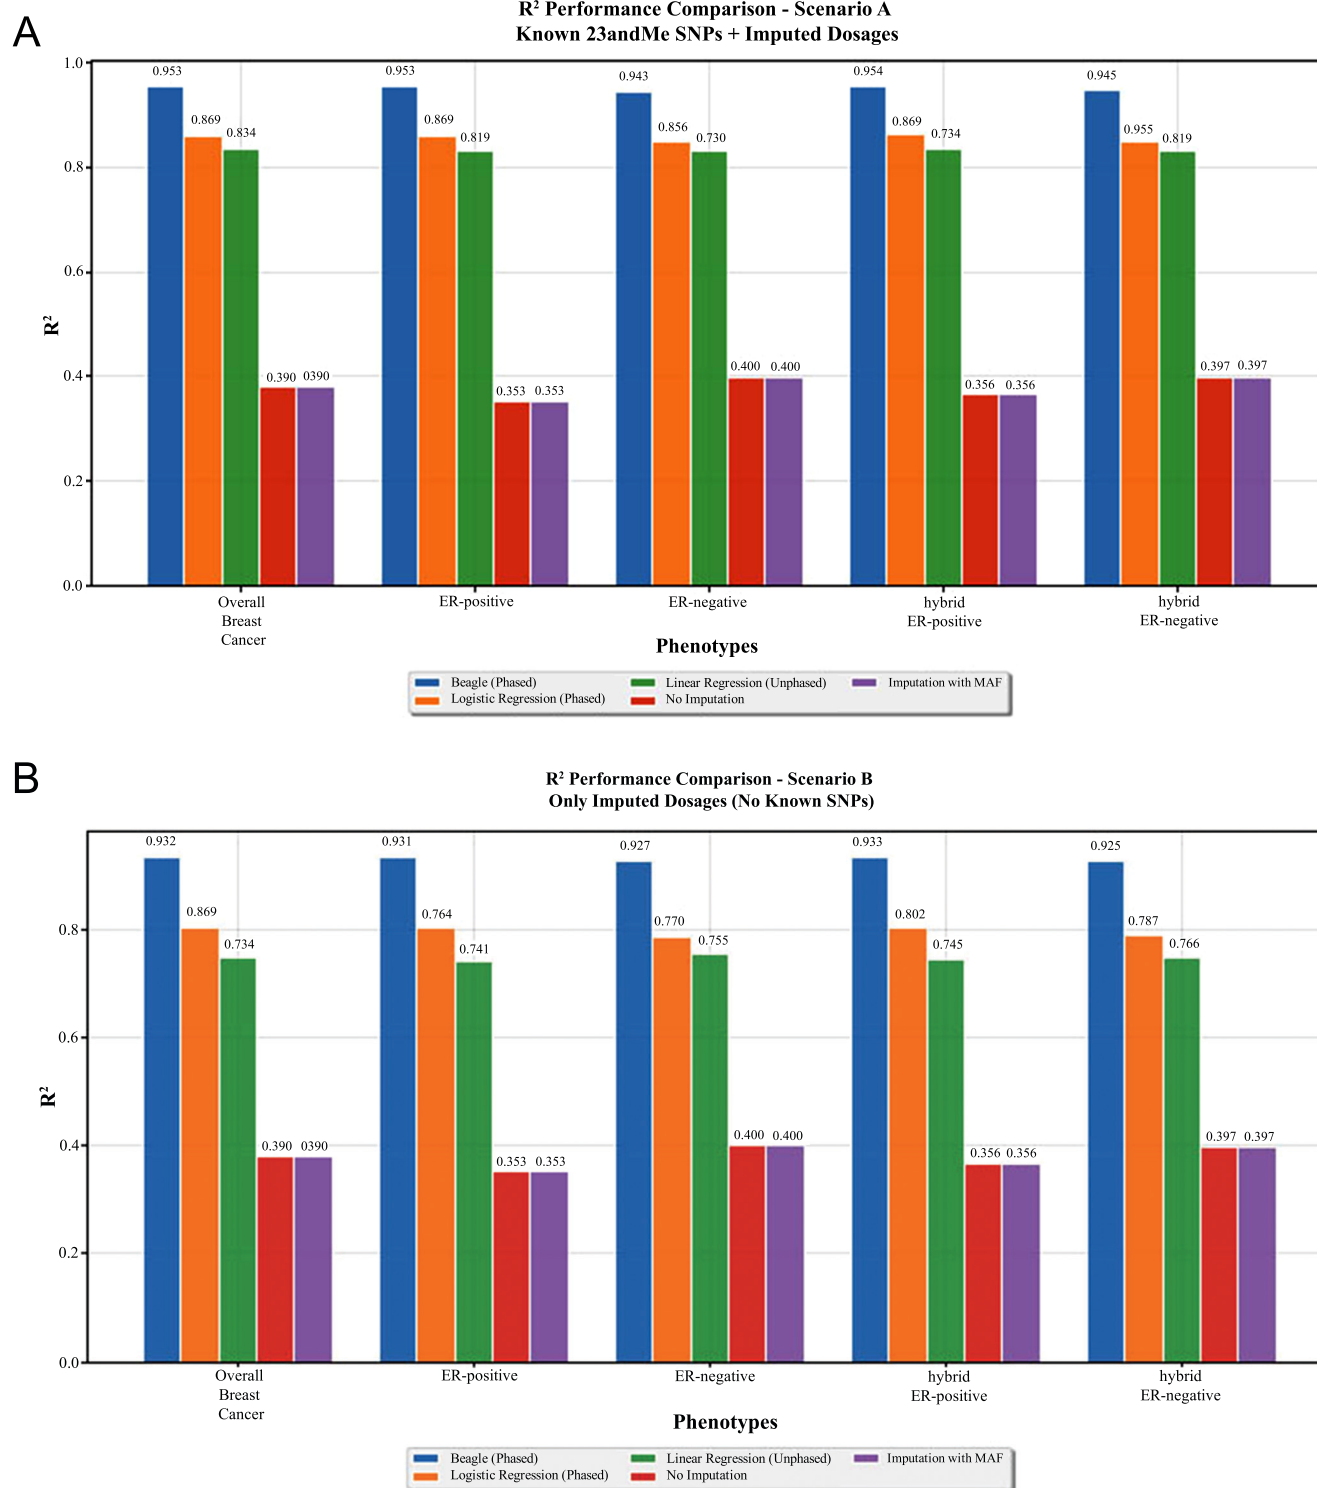 A
R² Performance Comparison - Scenario A
Known 23andMe SNPs + Imputed Dosages
1.0
0.8
0.6
0.4
0.2
0.0
R²
0.953 0.869 0.834 0.390 0390
0.953 0.869 0.819 0.353 0.353
0.943 0.856 0.730 0.400 0.400
0.954 0.869 0.734 0.356 0.356
0.945 0.955 0.819 0.397 0.397
Overall
Breast
Cancer
ER-positive
ER-negative
hybrid
ER-positive
hybrid
ER-negative
Phenotypes
Beagle (Phased)
Logistic Regression (Phased)
Linear Regression (Unphased)
No Imputation
Imputation with MAF
B
R² Performance Comparison - Scenario B
Only Imputed Dosages (No Known SNPs)
0.8
0.6
0.4
0.2
0.0
R²
0.932 0.869 0.734 0.390 0390
0.931 0.764 0.741 0.353 0.353
0.927 0.770 0.755 0.400 0.400
0.933 0.802 0.745 0.356 0.356
0.925 0.787 0.766 0.397 0.397
Overall
Breast
Cancer
ER-positive
ER-negative
hybrid
ER-positive
hybrid
ER-negative
Phenotypes
Beagle (Phased)
Logistic Regression (Phased)
Linear Regression (Unphased)
No Imputation
Imputation with MAF